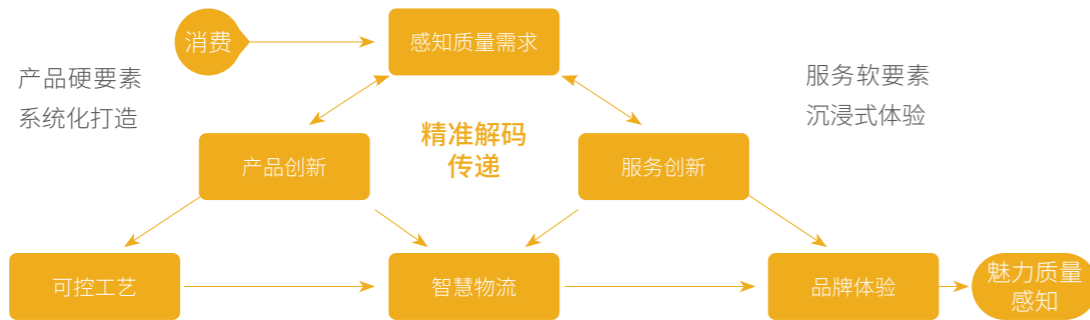 消费
感知质量需求
产品硬要素
系统化打造
服务软要素
沉浸式体验
精准解码
传递
产品创新
服务创新
可控工艺
智慧物流
品牌体验
魅力质量
感知